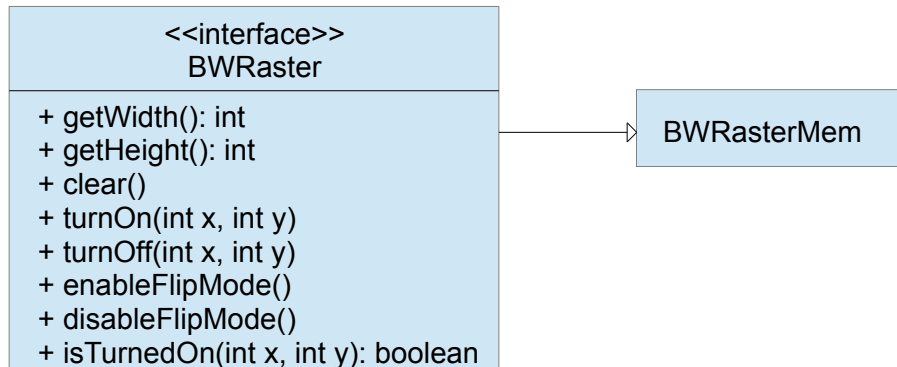 <<interface>>
BWRaster
+ getWidth(): int
+ getHeight(): int
+ clear()
+ turnOn(int x, int y)
+ turnOff(int x, int y)
+ enableFlipMode()
+ disableFlipMode()
+ isTurnedOn(int x, int y): boolean
BWRasterMem